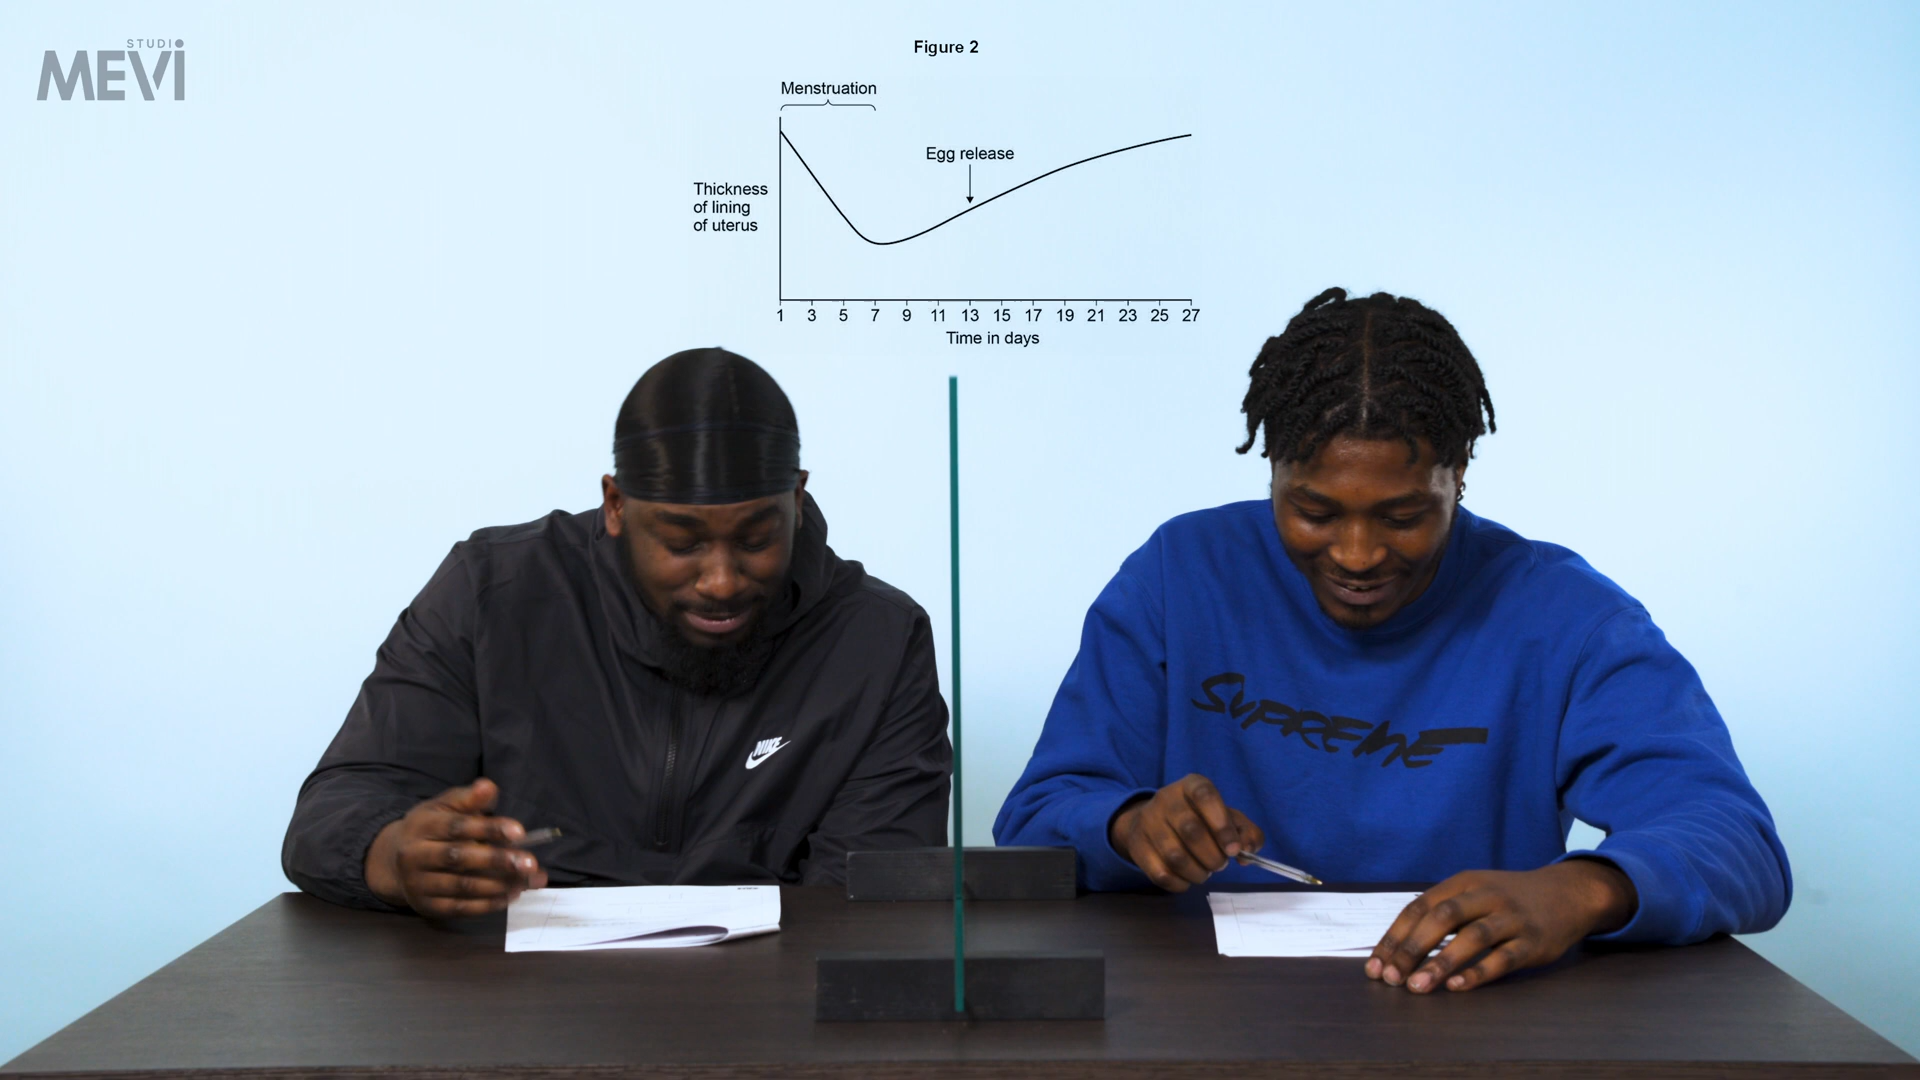 STUDIO
MEVI
Figure 2
Menstruation
Egg release
Thickness
of lining
of uterus
1 3 5 7 9 11 13 15 17 19 21 23 25 27
Time in days
NIKE
SUPREME